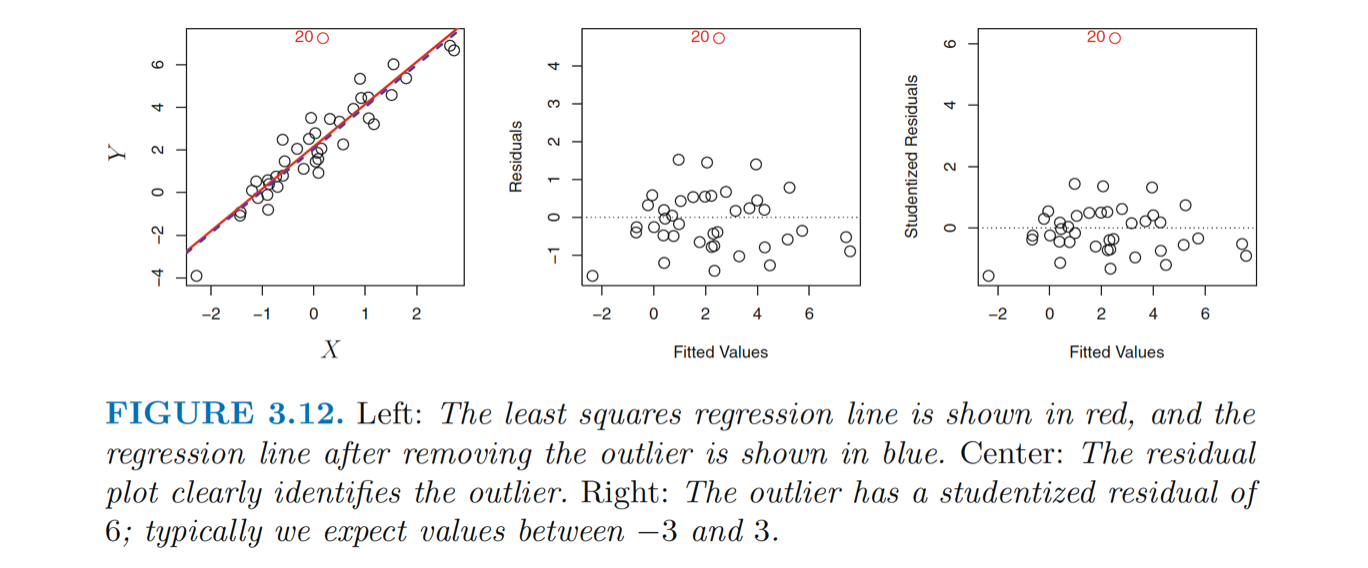 20
6
4
2
0
−2
−4
Y
−2 −1 0 1 2
X
20
4
3
2
1
0
−1
Residuals
−2 0 2 4 6
Fitted Values
20
6
4
2
0
Studentized Residuals
−2 0 2 4 6
Fitted Values
FIGURE 3.12. Left: The least squares regression line is shown in red, and the
regression line after removing the outlier is shown in blue. Center: The residual
plot clearly identifies the outlier. Right: The outlier has a studentized residual of
6; typically we expect values between −3 and 3.